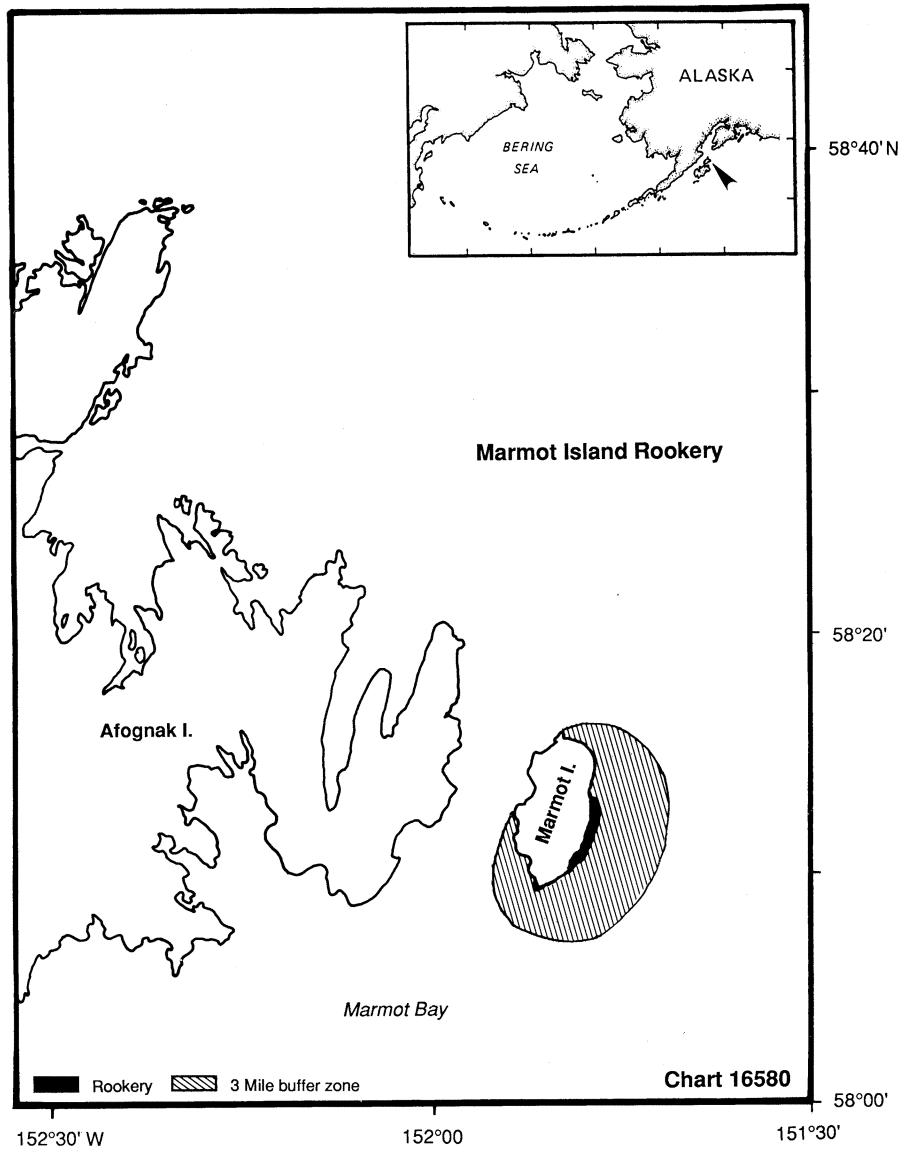 ALASKA
BERING
SEA
58°40' N
Marmot Island Rookery
58°20'
Afognak I.
Marmot I.
Marmot Bay
Rookery
3 Mile buffer zone
Chart 16580
58°00'
152°30' W
152°00
151°30'